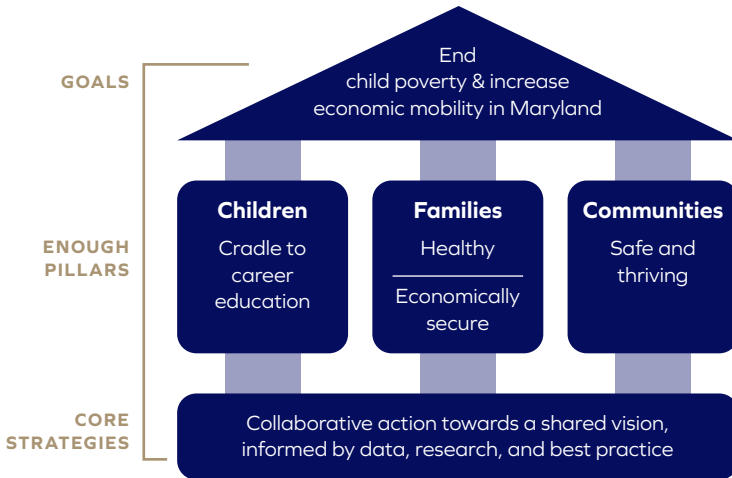 GOALS
End
child poverty & increase
economic mobility in Maryland
ENOUGH
PILLARS
Children
Cradle to
career
education
Families
Healthy
Economically
secure
Communities
Safe and
thriving
CORE
STRATEGIES
Collaborative action towards a shared vision,
informed by data, research, and best practice